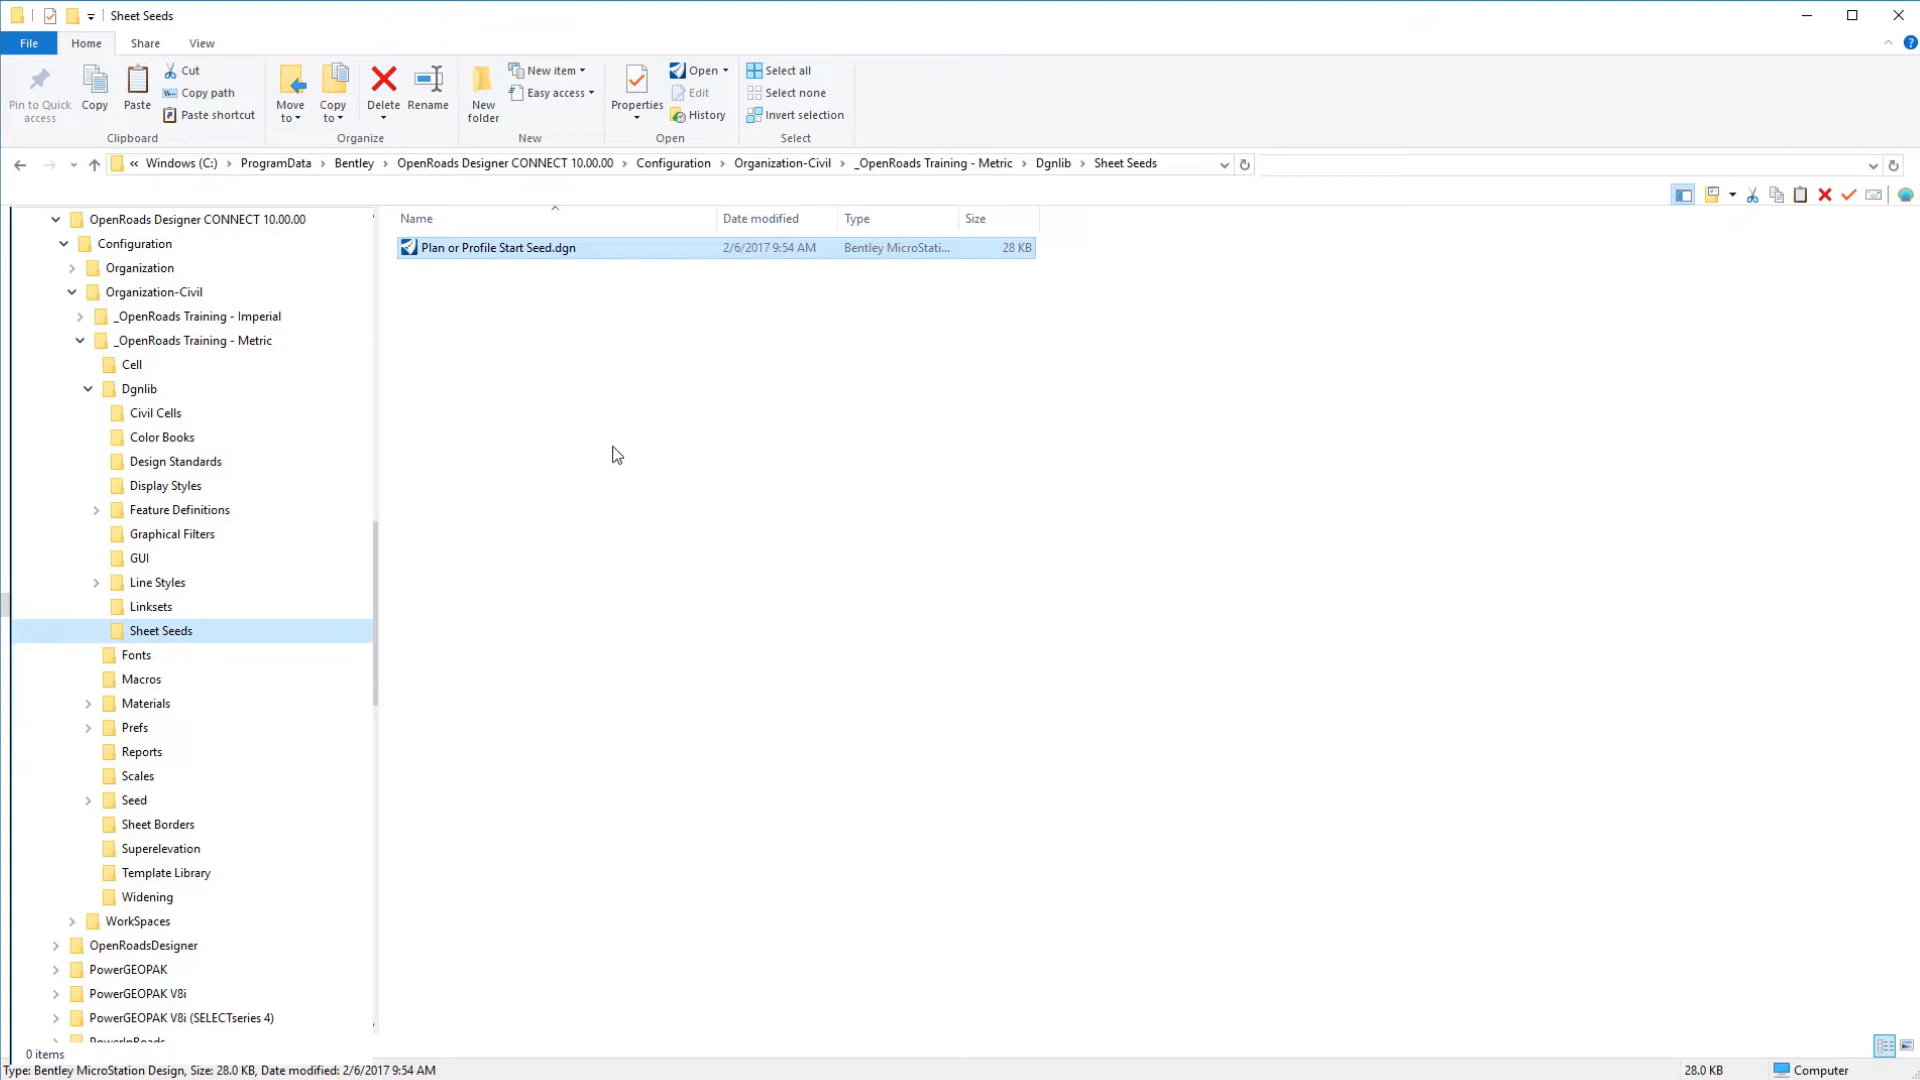 Sheet Seeds
File
Home
Share
View
Pin to Quick access
Copy
Paste
Cut
Copy path
Paste shortcut
Move to
Copy to
Delete
Rename
New folder
New item
Easy access
Properties
Open
Edit
History
Select all
Select none
Invert selection
Clipboard
Organize
New
Open
Select
« Windows (C:) > ProgramData > Bentley > OpenRoads Designer CONNECT 10.00.00 > Configuration > Organization-Civil > _OpenRoads Training - Metric > Dgnlib > Sheet Seeds
Name
Date modified
Type
Size
Plan or Profile Start Seed.dgn
2/6/2017 9:54 AM
Bentley MicroStati...
28 KB
OpenRoads Designer CONNECT 10.00.00
Configuration
Organization
Organization-Civil
_OpenRoads Training - Imperial
_OpenRoads Training - Metric
Cell
Dgnlib
Civil Cells
Color Books
Design Standards
Display Styles
Feature Definitions
Graphical Filters
GUI
Line Styles
Linksets
Sheet Seeds
Fonts
Macros
Materials
Prefs
Reports
Scales
Seed
Sheet Borders
Superelevation
Template Library
Widening
WorkSpaces
OpenRoadsDesigner
PowerGEOPAK
PowerGEOPAK V8i
PowerGEOPAK V8i (SELECTseries 4)
PowerInRoads
0 items
Type: Bentley MicroStation Design, Size: 28.0 KB, Date modified: 2/6/2017 9:54 AM
28.0 KB
Computer